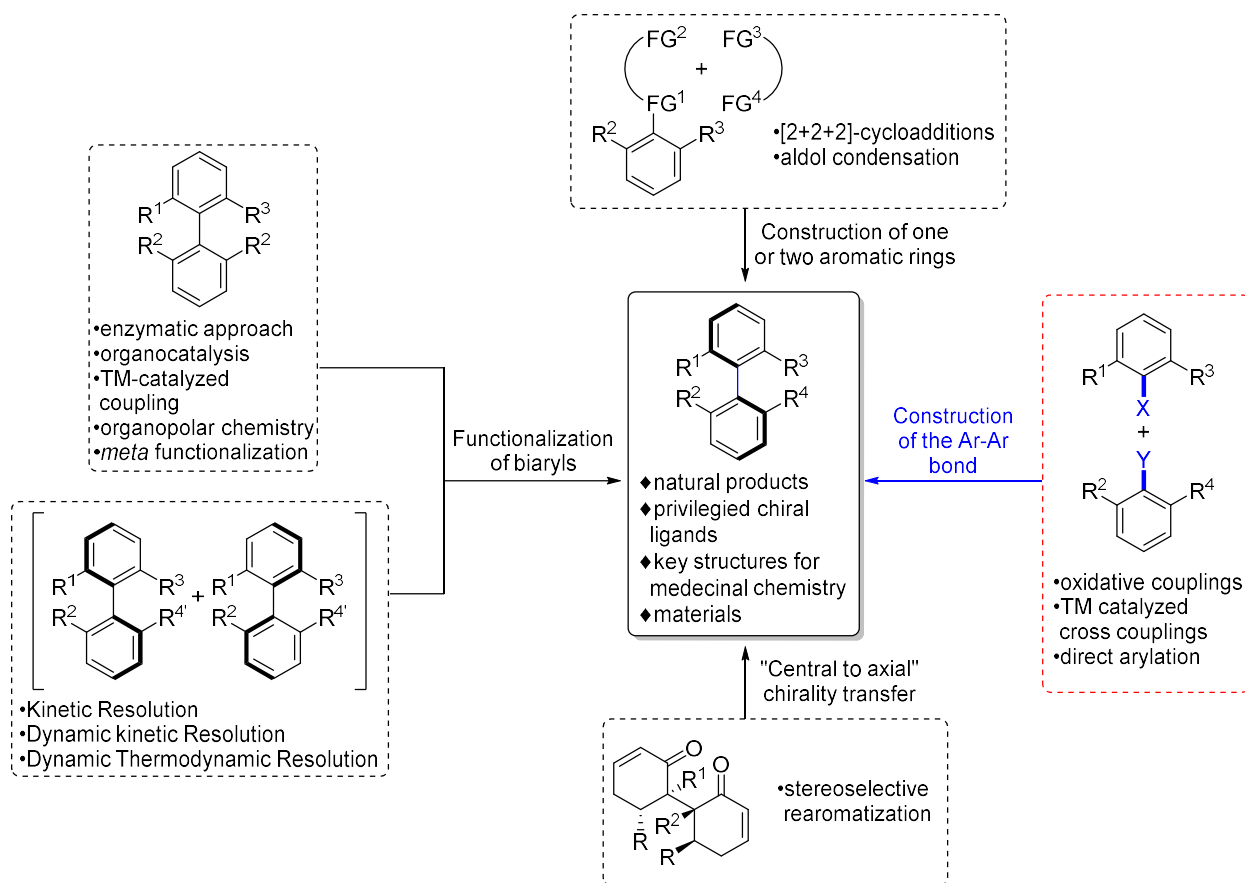 FG²
FG³
+
FG¹
FG⁴
R²
R³
•[2+2+2]-cycloadditions
•aldol condensation
Construction of one
or two aromatic rings
R¹
R³
R²
R²
•enzymatic approach
•organocatalysis
•TM-catalyzed
coupling
•organopolar chemistry
•meta functionalization
Functionalization
of biaryls
R¹
R³
R²
R⁴'
+
R¹
R³
R²
R⁴'
•Kinetic Resolution
•Dynamic kinetic Resolution
•Dynamic Thermodynamic Resolution
R¹
R³
R²
R⁴
♦natural products
♦privilegied chiral
ligands
♦key structures for
medecinal chemistry
♦materials
Construction
of the Ar-Ar
bond
R¹
R³
X
+
Y
R²
R⁴
•oxidative couplings
•TM catalyzed
cross couplings
•direct arylation
"Central to axial"
chirality transfer
O
O
R¹
R²
R
R
•stereoselective
rearomatization